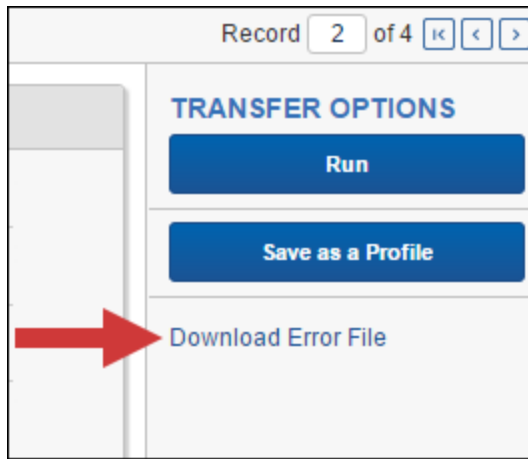 Record 2 of 4
TRANSFER OPTIONS
Run
Save as a Profile
Download Error File